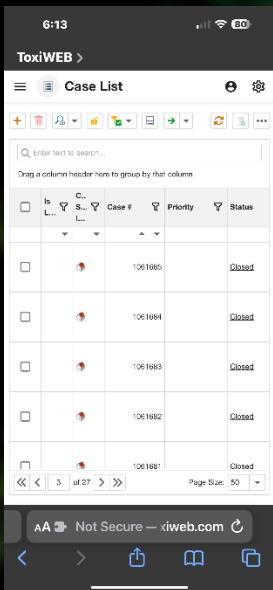 6:13
80
ToxiWEB >
Case List
Enter text to search...
Drag a column header here to group by that column
Is L...
C.. S... I...
Case #
Priority
Status
1061685
Closed
1061684
Closed
1061683
Closed
1061682
Closed
1061681
Closed
3 of 27
Page Size: 50
AA Not Secure — xiweb.com